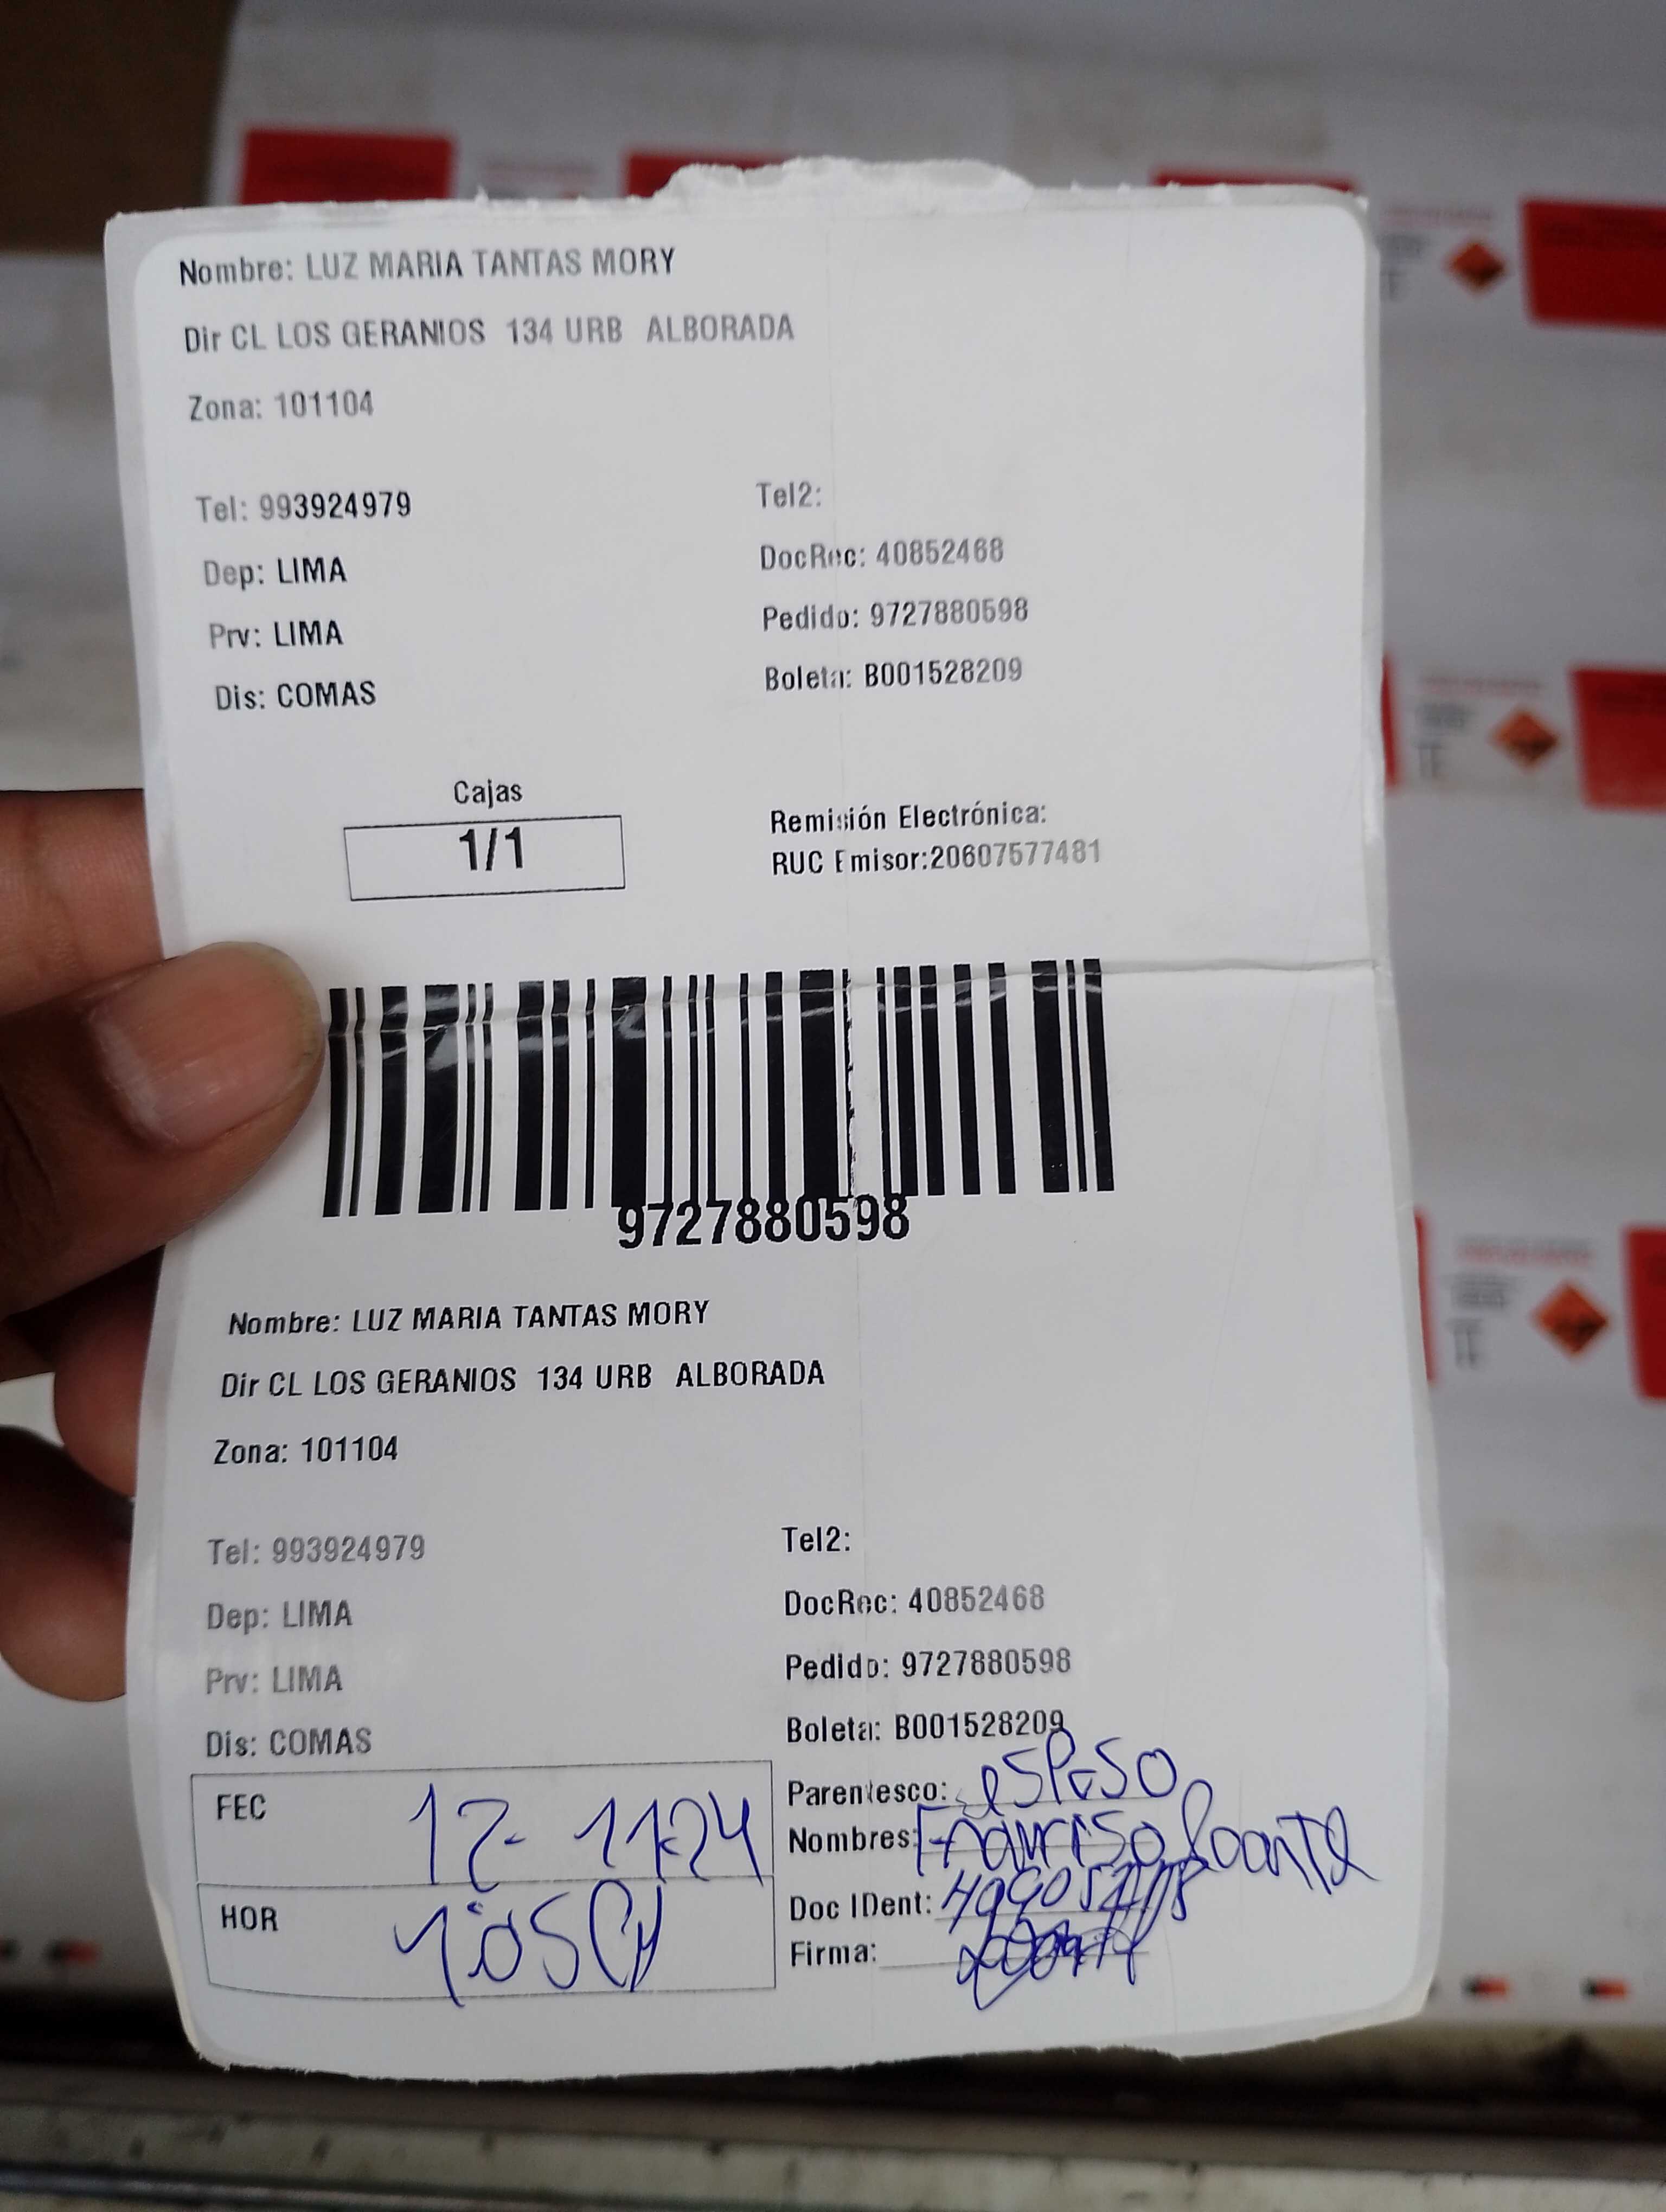 Nombre: LUZ MARIA TANTAS MORY
Dir CL LOS GERANIOS 134 URB ALBORADA
Zona: 101104
Tel: 993924979
Tel2:
Dep: LIMA
DocRec: 40852468
Prv: LIMA
Pedido: 9727880598
Dis: COMAS
Boleta: B001528209
Cajas
1/1
Remisión Electrónica:
RUC Emisor:20607577481
9727880598
Nombre: LUZ MARIA TANTAS MORY
Dir CL LOS GERANIOS 134 URB ALBORADA
Zona: 101104
Tel: 993924979
Tel2:
Dep: LIMA
DocRec: 40852468
Prv: LIMA
Pedido: 9727880598
Dis: COMAS
Boleta: B001528209
FEC 12-11-24
Parentesco: esposo
Nombres:
HOR
Doc IDent:
Firma: